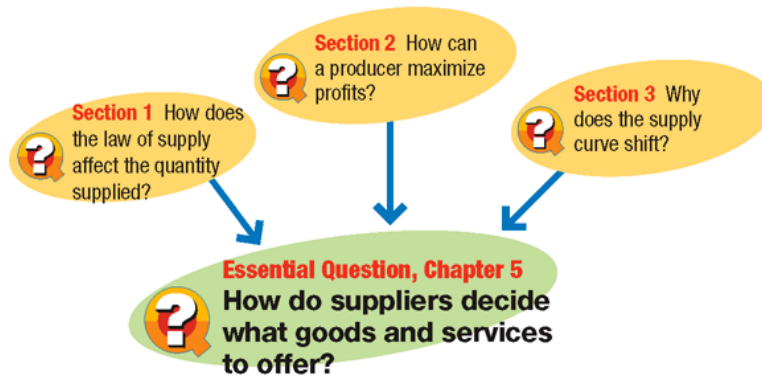 Section 1 How does
the law of supply
affect the quantity
supplied?
Section 2 How can
a producer maximize
profits?
Section 3 Why
does the supply
curve shift?
Essential Question, Chapter 5
How do suppliers decide
what goods and services
to offer?